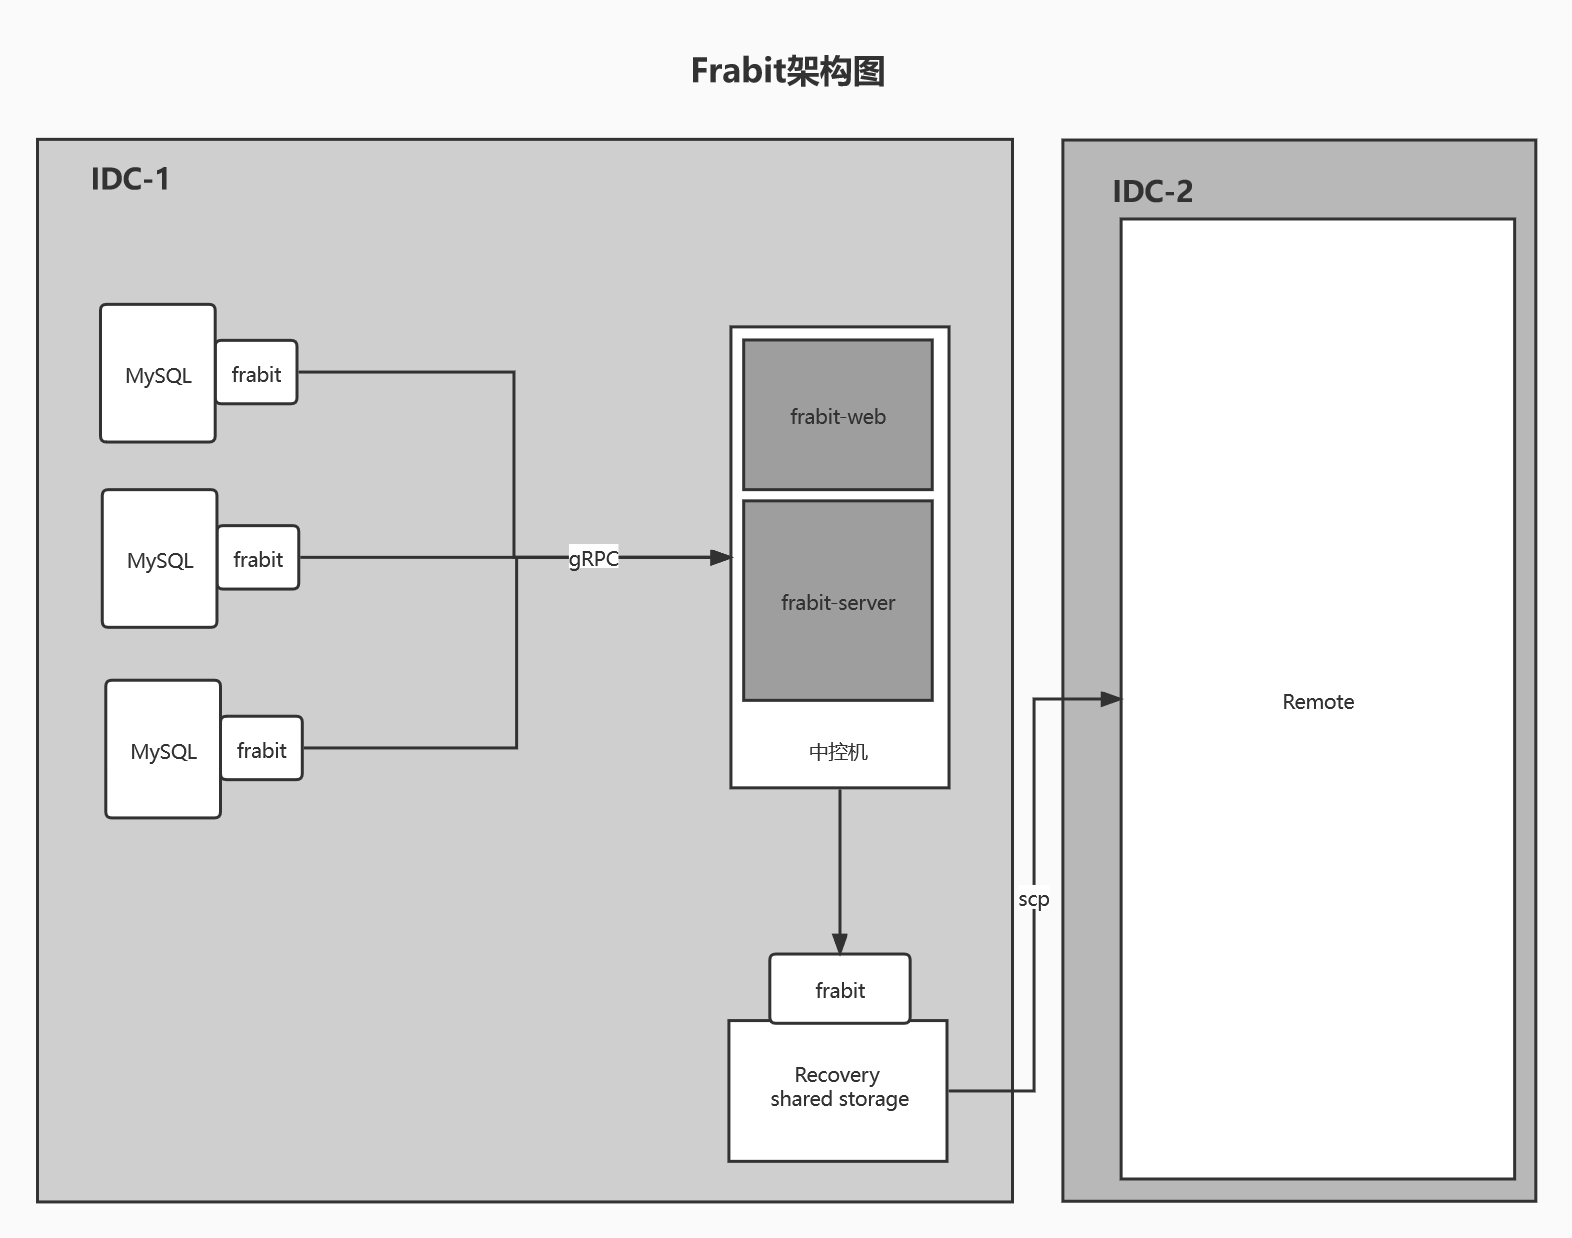 Frabit架构图
IDC-1
IDC-2
MySQL
frabit
frabit-web
MySQL
frabit
gRPC
frabit-server
Remote
MySQL
frabit
中控机
scp
frabit
Recovery
shared storage